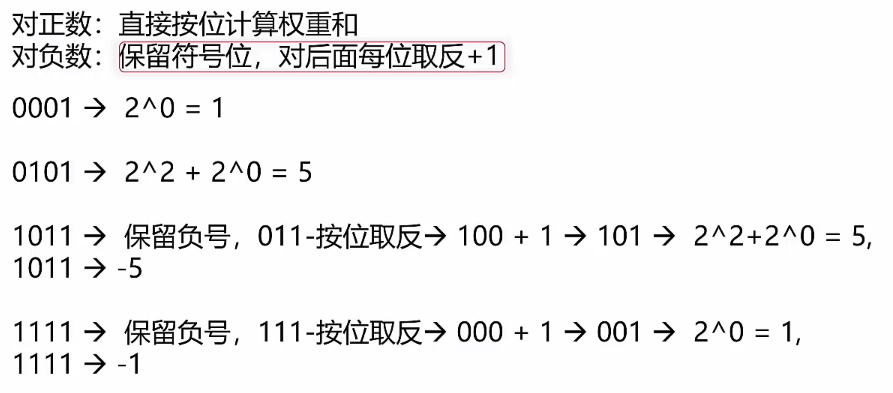 对正数：直接按位计算权重和
对负数：保留符号位，对后面每位取反+1
0001 → 2^0 = 1
0101 → 2^2 + 2^0 = 5
1011 → 保留负号，011-按位取反→ 100 + 1 → 101 → 2^2+2^0 = 5,
1011 → -5
1111 → 保留负号，111-按位取反→ 000 + 1 → 001 → 2^0 = 1,
1111 → -1